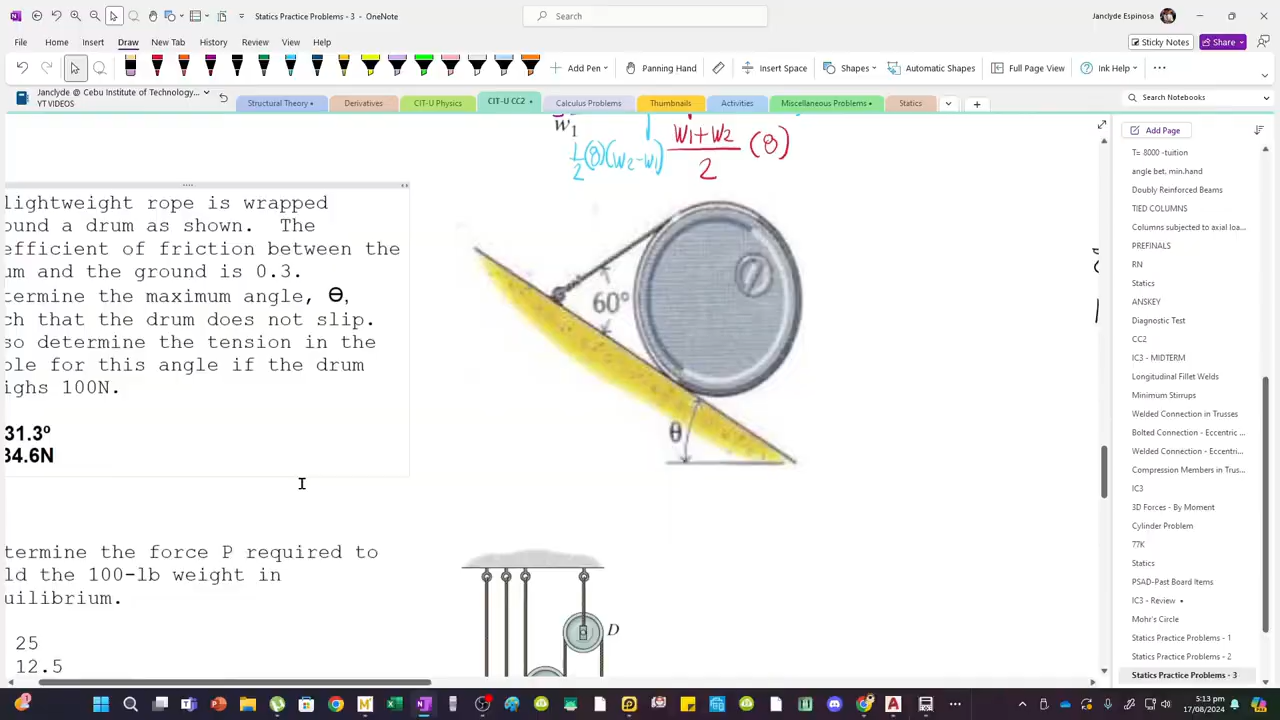 Statics Practice Problems - 3 - OneNote
Search
Janclyde Espinosa
File Home Insert Draw New Tab History Review View Help
Sticky Notes
Share
Add Pen
Panning Hand
Insert Space
Shapes
Automatic Shapes
Full Page View
Ink Help
Janclyde @ Cebu Institute of Technology...
YT VIDEOS
Structural Theory
Derivatives
CIT-U Physics
CIT-U CC2
Calculus Problems
Thumbnails
Activities
Miscellaneous Problems
Statics
Search Notebooks
Add Page
w1
1/2 (8)(w2-w1)
w1+w2/2 (8)
lightweight rope is wrapped
ound a drum as shown. The
efficient of friction between the
um and the ground is 0.3.
termine the maximum angle, Θ,
ch that the drum does not slip.
so determine the tension in the
ble for this angle if the drum
ighs 100N.
31.3º
34.6N
60°
θ
termine the force P required to
ld the 100-lb weight in
uilibrium.
25
12.5
D
T= 8000 -tuition
angle bet, min.hand
Doubly Reinforced Beams
TIED COLUMNS
Columns subjected to axial loa...
PREFINALS
RN
Statics
ANSKEY
Diagnostic Test
CC2
IC3 - MIDTERM
Longitudinal Fillet Welds
Minimum Stirrups
Welded Connection in Trusses
Bolted Connection - Eccentric ...
Welded Connection - Eccentri...
Compression Members in Trus...
IC3
3D Forces - By Moment
Cylinder Problem
77K
Statics
PSAD-Past Board Items
IC3 - Review
Mohr's Circle
Statics Practice Problems - 1
Statics Practice Problems - 2
Statics Practice Problems - 3
5:13 pm
17/08/2024